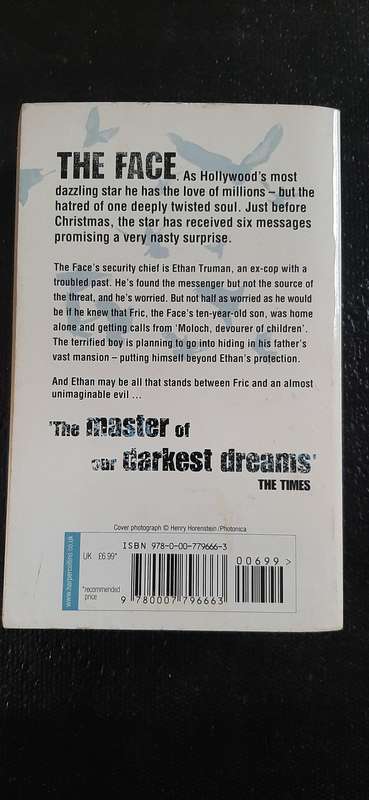 THE FACE. As Hollywood's most
dazzling star he has the love of millions – but the
hatred of one deeply twisted soul. Just before
Christmas, the star has received six messages
promising a very nasty surprise.
The Face's security chief is Ethan Truman, an ex-cop with a
troubled past. He's found the messenger but not the source of
the threat, and he's worried. But not half as worried as he would
be if he knew that Fric, the Face's ten-year-old son, was home
alone and getting calls from 'Moloch, devourer of children'.
The terrified boy is planning to go into hiding in his father's
vast mansion – putting himself beyond Ethan's protection.
And Ethan may be all that stands between Fric and an almost
unimaginable evil ...
'The master of
our darkest dreams'
THE TIMES
Cover photograph © Henry Horenstein/Photonica
www.harpercollins.co.uk
ISBN 978-0-00-779666-3
UK £6.99*
00699 >
*recommended
price
9 780007 796663